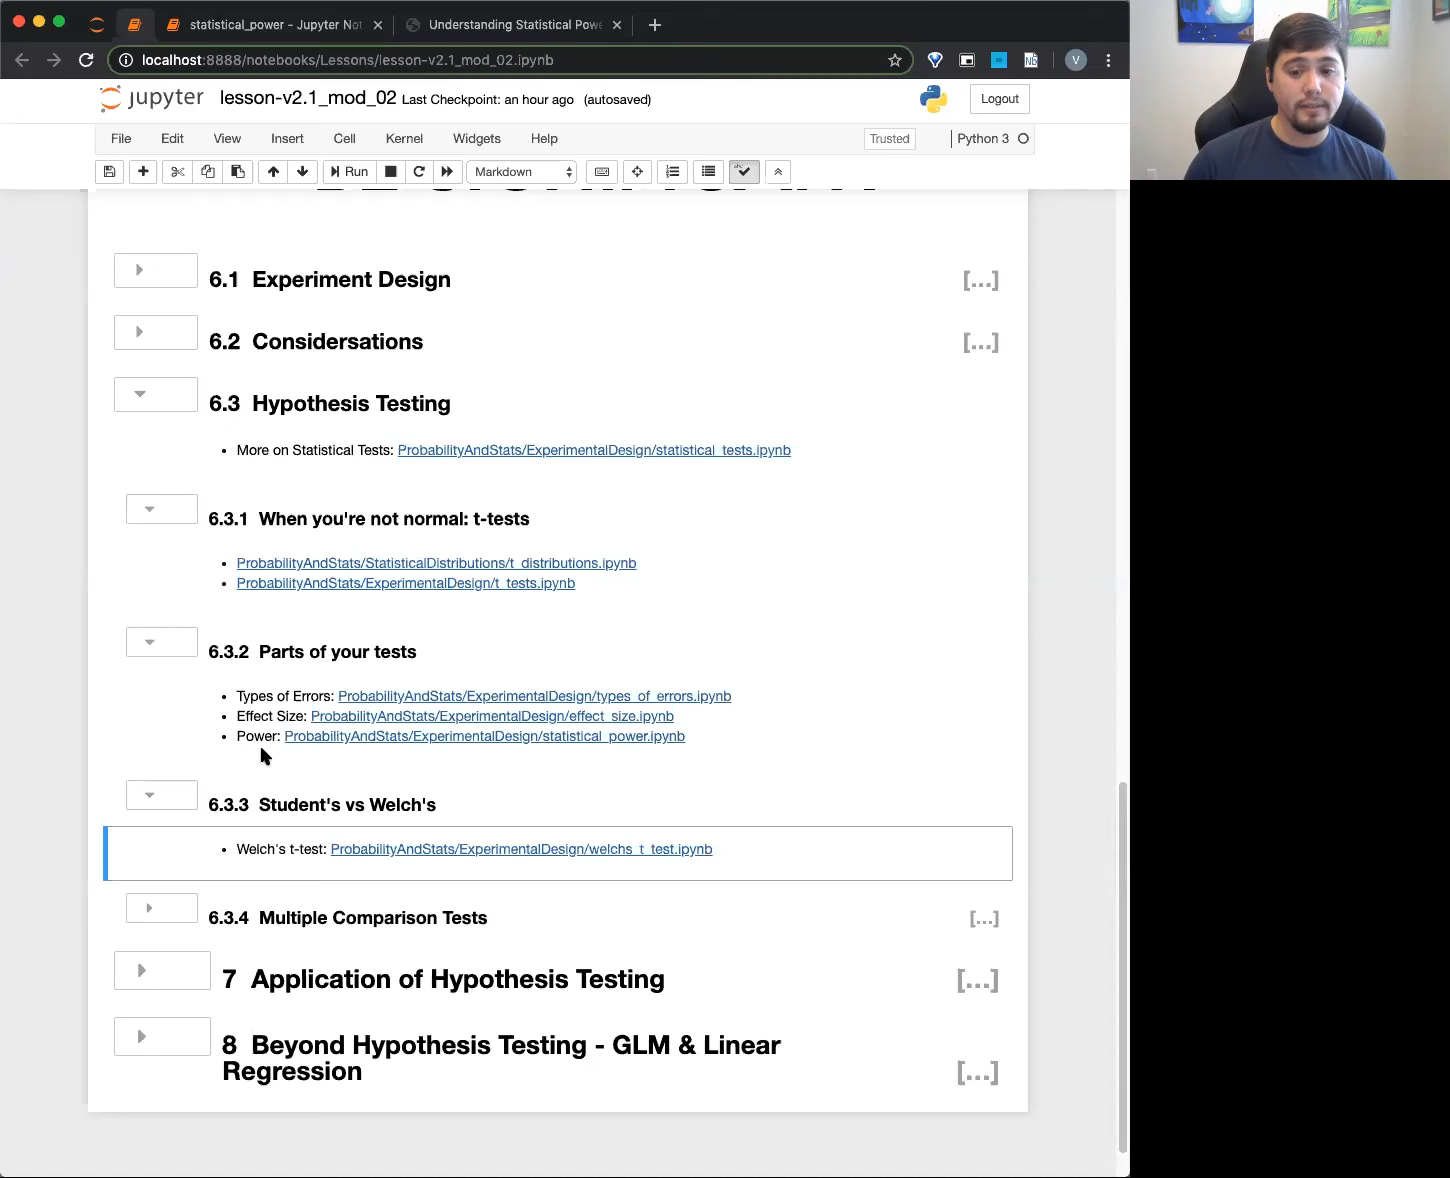 statistical_power - Jupyter Not
Understanding Statistical Powe
localhost:8888/notebooks/Lessons/lesson-v2.1_mod_02.ipynb
V
jupyter lesson-v2.1_mod_02 Last Checkpoint: an hour ago (autosaved)
Logout
File Edit View Insert Cell Kernel Widgets Help
Trusted
Python 3
Run
Markdown
6.1 Experiment Design
[...]
6.2 Considersations
[...]
6.3 Hypothesis Testing
• More on Statistical Tests: ProbabilityAndStats/ExperimentalDesign/statistical_tests.ipynb
6.3.1 When you're not normal: t-tests
• ProbabilityAndStats/StatisticalDistributions/t_distributions.ipynb
• ProbabilityAndStats/ExperimentalDesign/t_tests.ipynb
6.3.2 Parts of your tests
• Types of Errors: ProbabilityAndStats/ExperimentalDesign/types_of_errors.ipynb
• Effect Size: ProbabilityAndStats/ExperimentalDesign/effect_size.ipynb
• Power: ProbabilityAndStats/ExperimentalDesign/statistical_power.ipynb
6.3.3 Student's vs Welch's
• Welch's t-test: ProbabilityAndStats/ExperimentalDesign/welchs_t_test.ipynb
6.3.4 Multiple Comparison Tests
[...]
7 Application of Hypothesis Testing
[...]
8 Beyond Hypothesis Testing - GLM & Linear
Regression
[...]